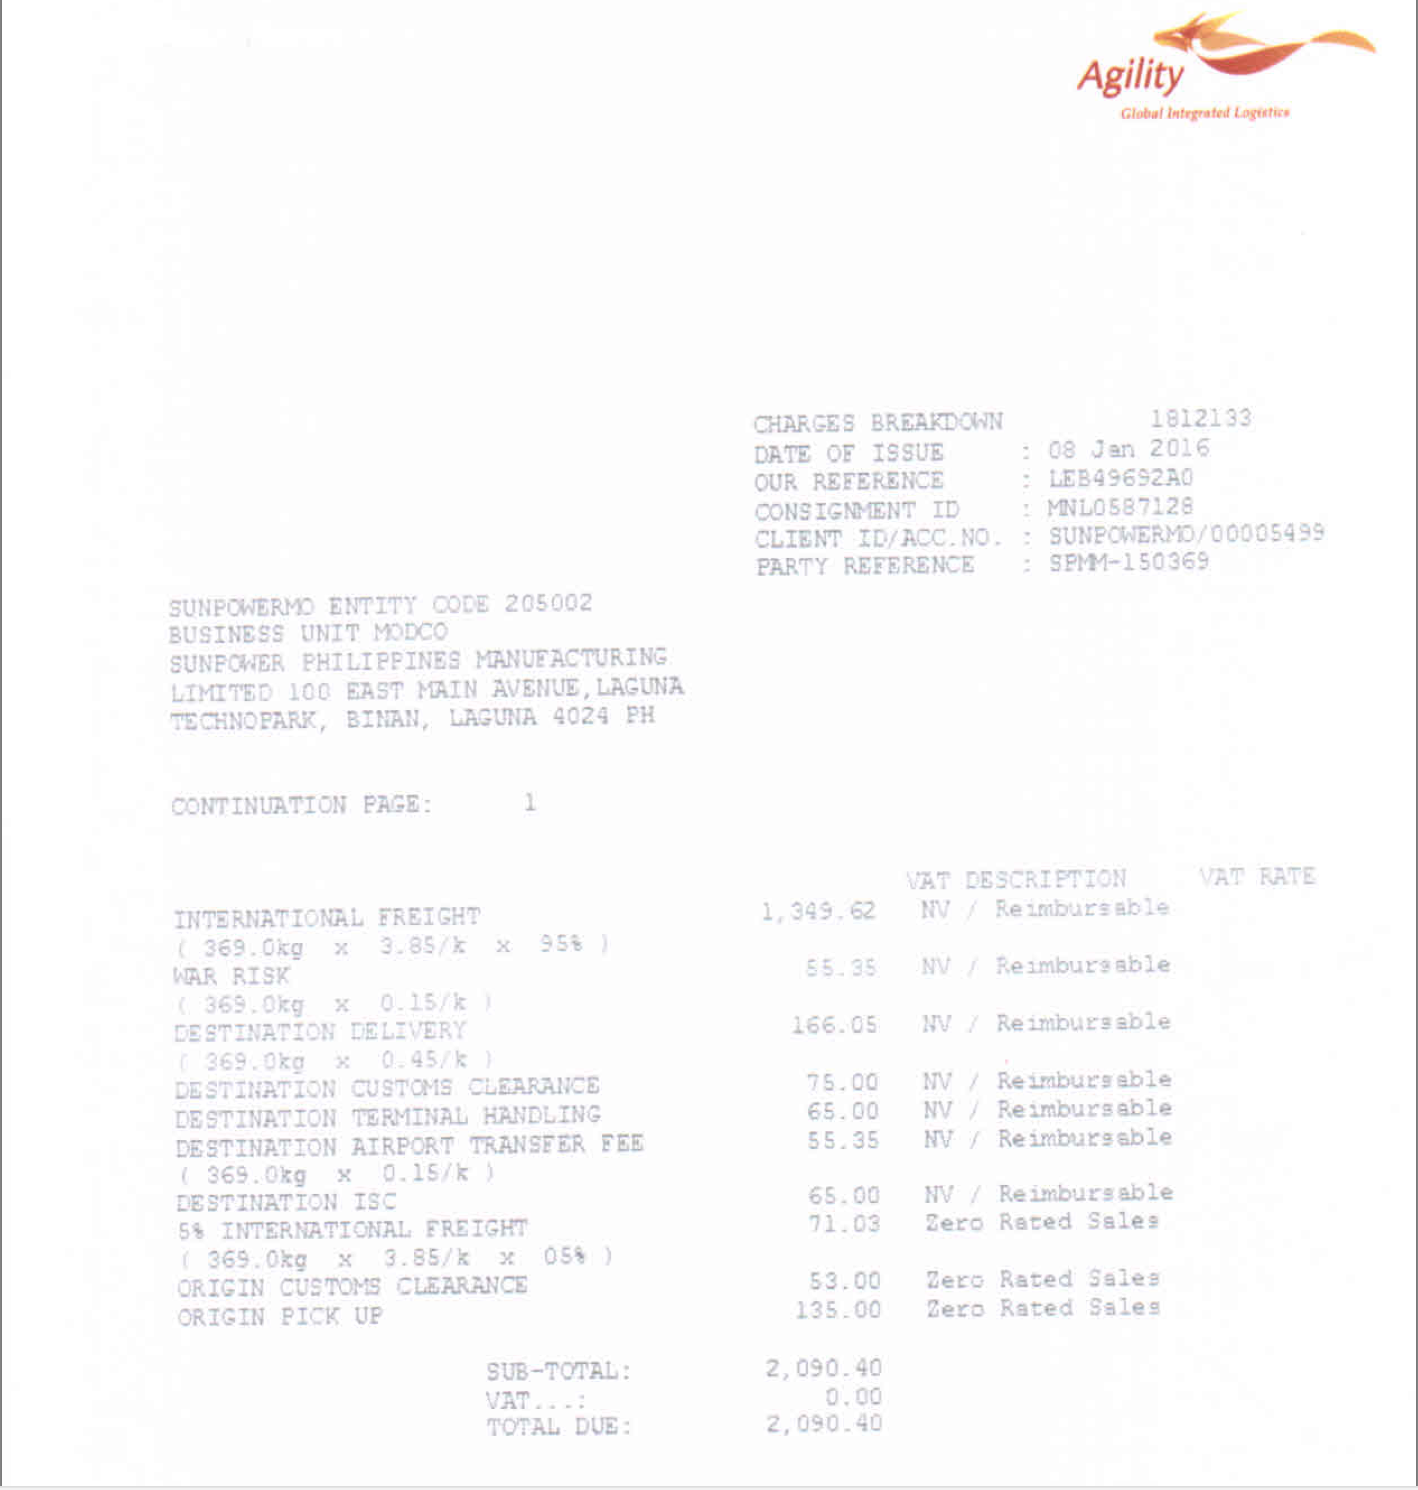 Agility
Global Integrated Logistics
CHARGES BREAKDOWN 1812133
DATE OF ISSUE : 08 Jan 2016
OUR REFERENCE : LEB49692A0
CONSIGNMENT ID : MNL0587128
CLIENT ID/ACC.NO. : SUNPOWERMO/00005499
PARTY REFERENCE : SPMM-150369
SUNPOWERMO ENTITY CODE 205002
BUSINESS UNIT MODCO
SUNPOWER PHILIPPINES MANUFACTURING
LIMITED 100 EAST MAIN AVENUE,LAGUNA
TECHNOPARK, BINAN, LAGUNA 4024 PH
CONTINUATION PAGE: 1
VAT DESCRIPTION VAT RATE
INTERNATIONAL FREIGHT 1,349.62 NV / Reimbursable
( 369.0kg x 3.85/k x 95% )
WAR RISK 55.35 NV / Reimbursable
( 369.0kg x 0.15/k )
DESTINATION DELIVERY 166.05 NV / Reimbursable
( 369.0kg x 0.45/k )
DESTINATION CUSTOMS CLEARANCE 75.00 NV / Reimbursable
DESTINATION TERMINAL HANDLING 65.00 NV / Reimbursable
DESTINATION AIRPORT TRANSFER FEE 55.35 NV / Reimbursable
( 369.0kg x 0.15/k )
DESTINATION ISC 65.00 NV / Reimbursable
5% INTERNATIONAL FREIGHT 71.03 Zero Rated Sales
( 369.0kg x 3.85/k x 05% )
ORIGIN CUSTOMS CLEARANCE 53.00 Zero Rated Sales
ORIGIN PICK UP 135.00 Zero Rated Sales
SUB-TOTAL: 2,090.40
VAT...: 0.00
TOTAL DUE: 2,090.40